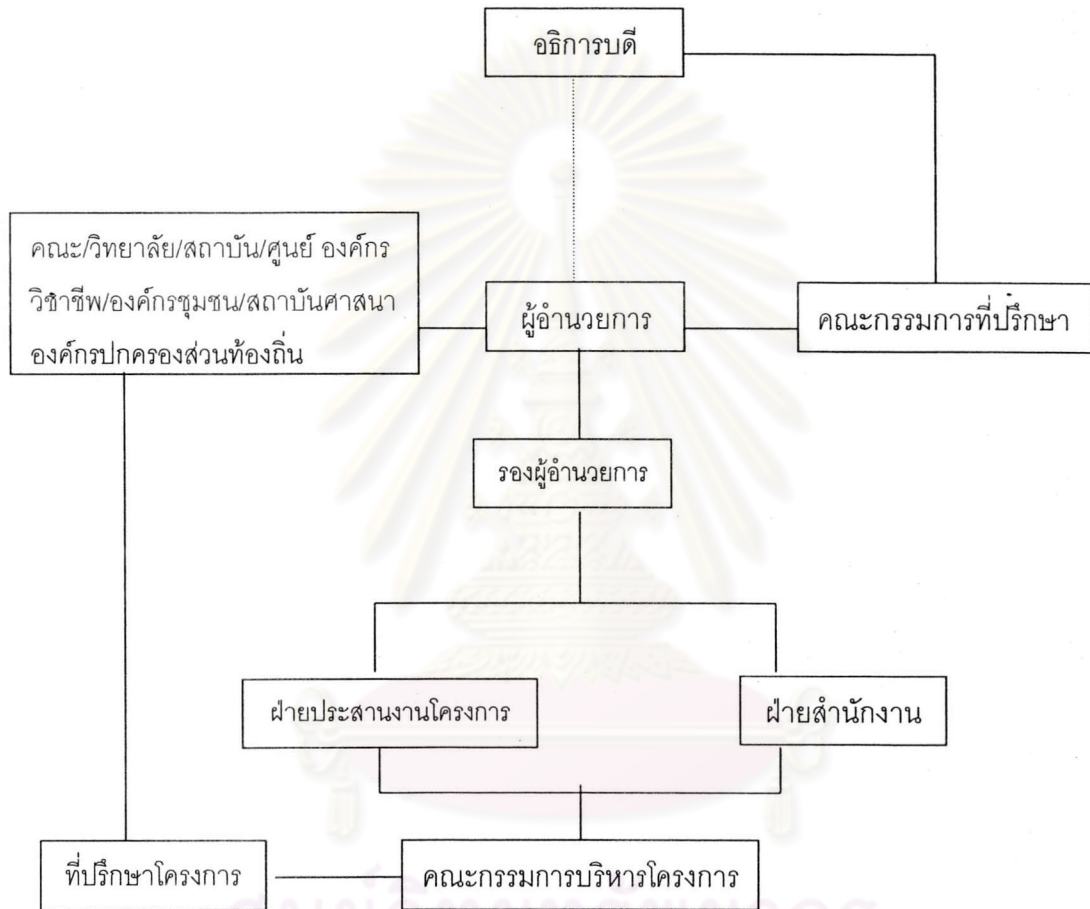 อธิการบดี
คณะ/วิทยาลัย/สถาบัน/ศูนย์ องค์กร
วิชาชีพ/องค์กรชุมชน/สถาบันศาสนา
องค์กรปกครองส่วนท้องถิ่น
ผู้อำนวยการ
คณะกรรมการที่ปรึกษา
รองผู้อำนวยการ
ฝ่ายประสานงานโครงการ
ฝ่ายสำนักงาน
ที่ปรึกษาโครงการ
คณะกรรมการบริหารโครงการ